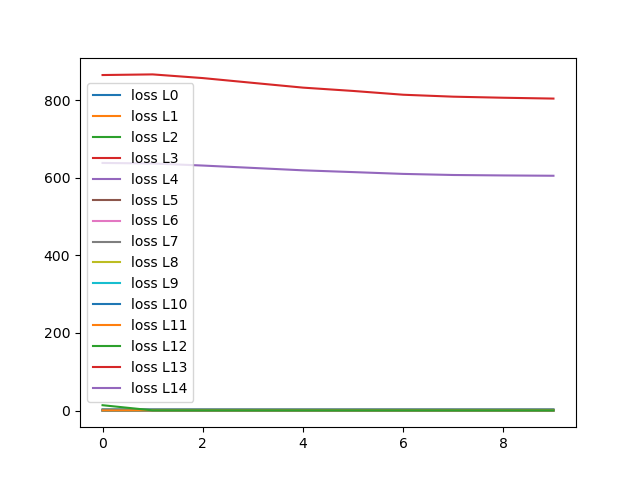 800
600
400
200
0
loss L0
loss L1
loss L2
loss L3
loss L4
loss L5
loss L6
loss L7
loss L8
loss L9
loss L10
loss L11
loss L12
loss L13
loss L14
0 2 4 6 8